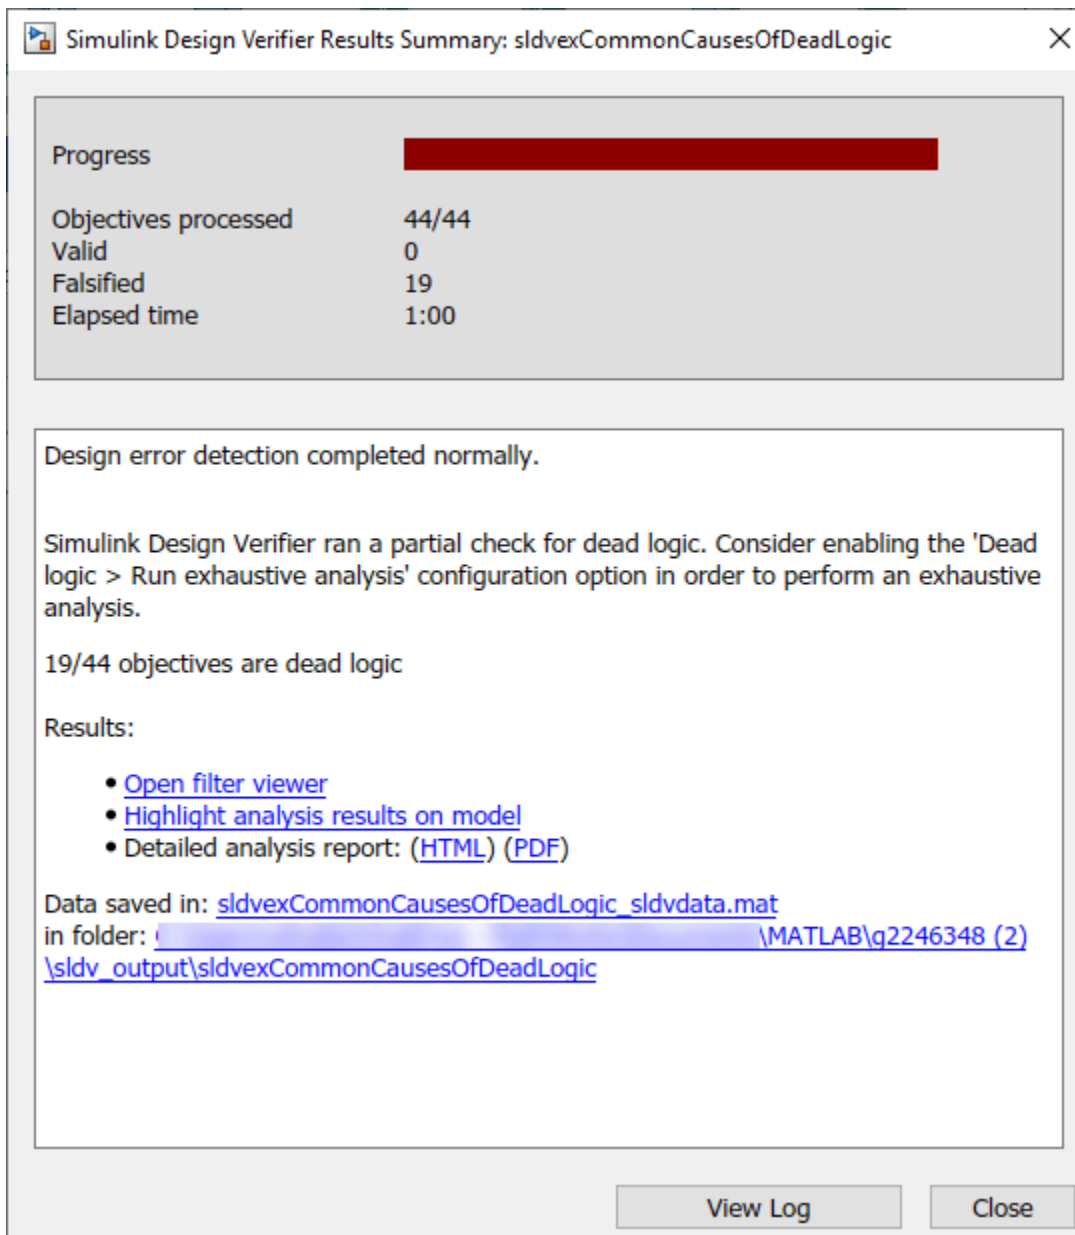 Simulink Design Verifier Results Summary: sldvexCommonCausesOfDeadLogic
Progress
Objectives processed 44/44
Valid 0
Falsified 19
Elapsed time 1:00
Design error detection completed normally.
Simulink Design Verifier ran a partial check for dead logic. Consider enabling the 'Dead
logic > Run exhaustive analysis' configuration option in order to perform an exhaustive
analysis.
19/44 objectives are dead logic
Results:
• Open filter viewer
• Highlight analysis results on model
• Detailed analysis report: (HTML) (PDF)
Data saved in: sldvexCommonCausesOfDeadLogic_sldvdata.mat
in folder: \MATLAB\g2246348 (2)
\sldv_output\sldvexCommonCausesOfDeadLogic
View Log Close